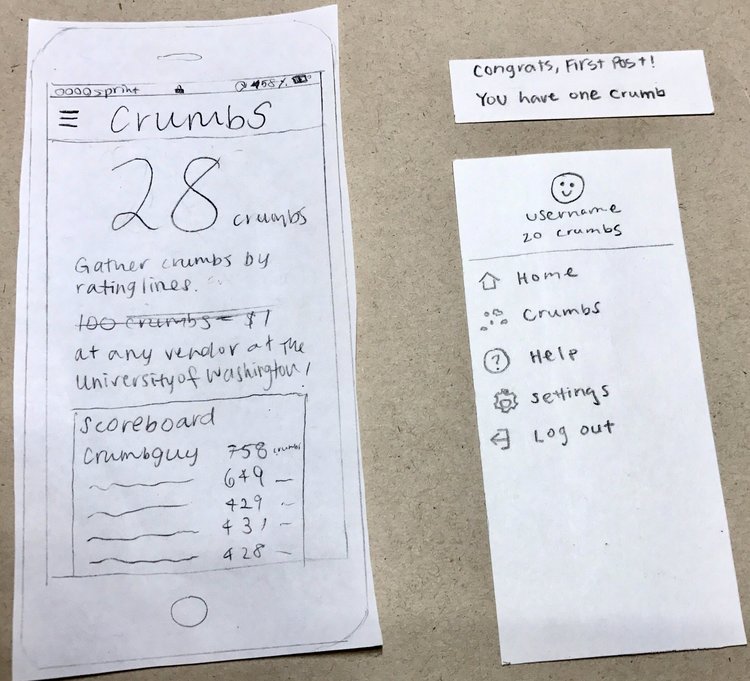 oooo sprint 58%
Crumbs
28 crumbs
Gather crumbs by
rating lines.
100 crumbs = $1
at any vendor at the
university of Washington!
Scoreboard
Crumbguy 758 crumbs
649
429
431
428
Congrats, First Post!
You have one crumb
username
20 crumbs
Home
Crumbs
? Help
settings
Log out